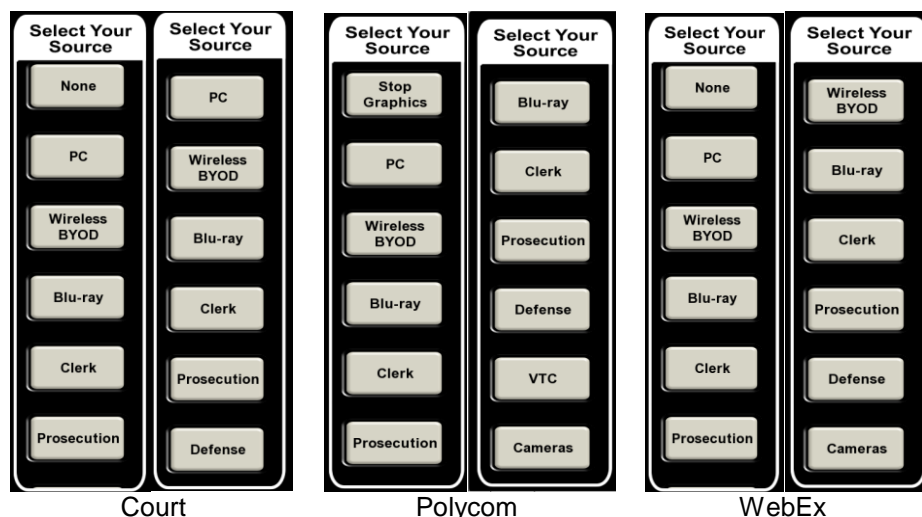 Select Your
Source
None
PC
Wireless
BYOD
Blu-ray
Clerk
Prosecution
Select Your
Source
PC
Wireless
BYOD
Blu-ray
Clerk
Prosecution
Defense
Court
Select Your
Source
Stop
Graphics
PC
Wireless
BYOD
Blu-ray
Clerk
Prosecution
Select Your
Source
Blu-ray
Clerk
Prosecution
Defense
VTC
Cameras
Polycom
Select Your
Source
None
PC
Wireless
BYOD
Blu-ray
Clerk
Prosecution
Select Your
Source
Wireless
BYOD
Blu-ray
Clerk
Prosecution
Defense
Cameras
WebEx